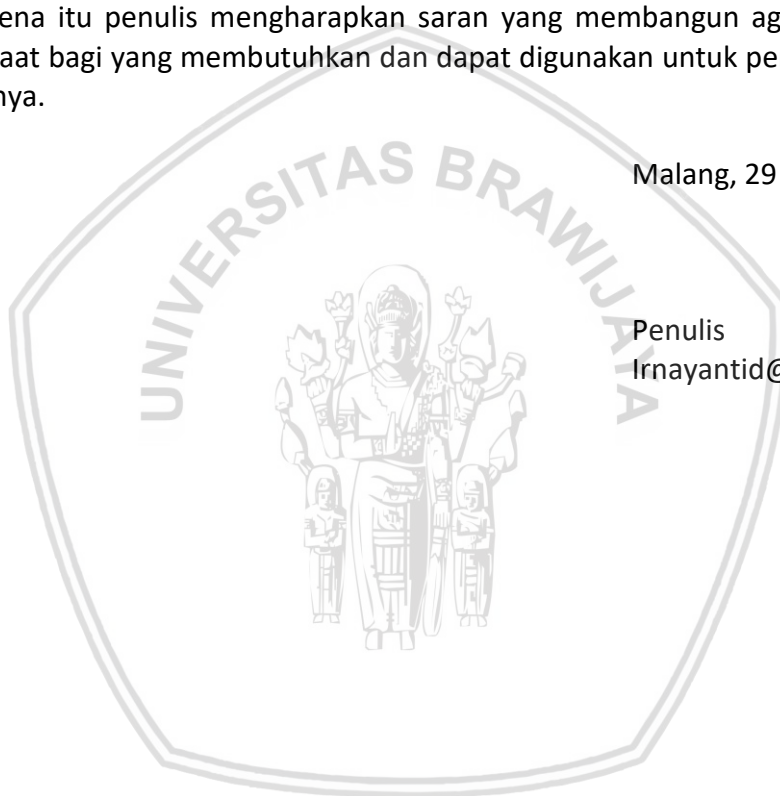 ena itu penulis mengharapkan saran yang membangun ag
aat bagi yang membutuhkan dan dapat digunakan untuk pe
nya.
Malang, 29
Penulis
Irnayantid@
UNIVERSITAS BRAWIJAYA